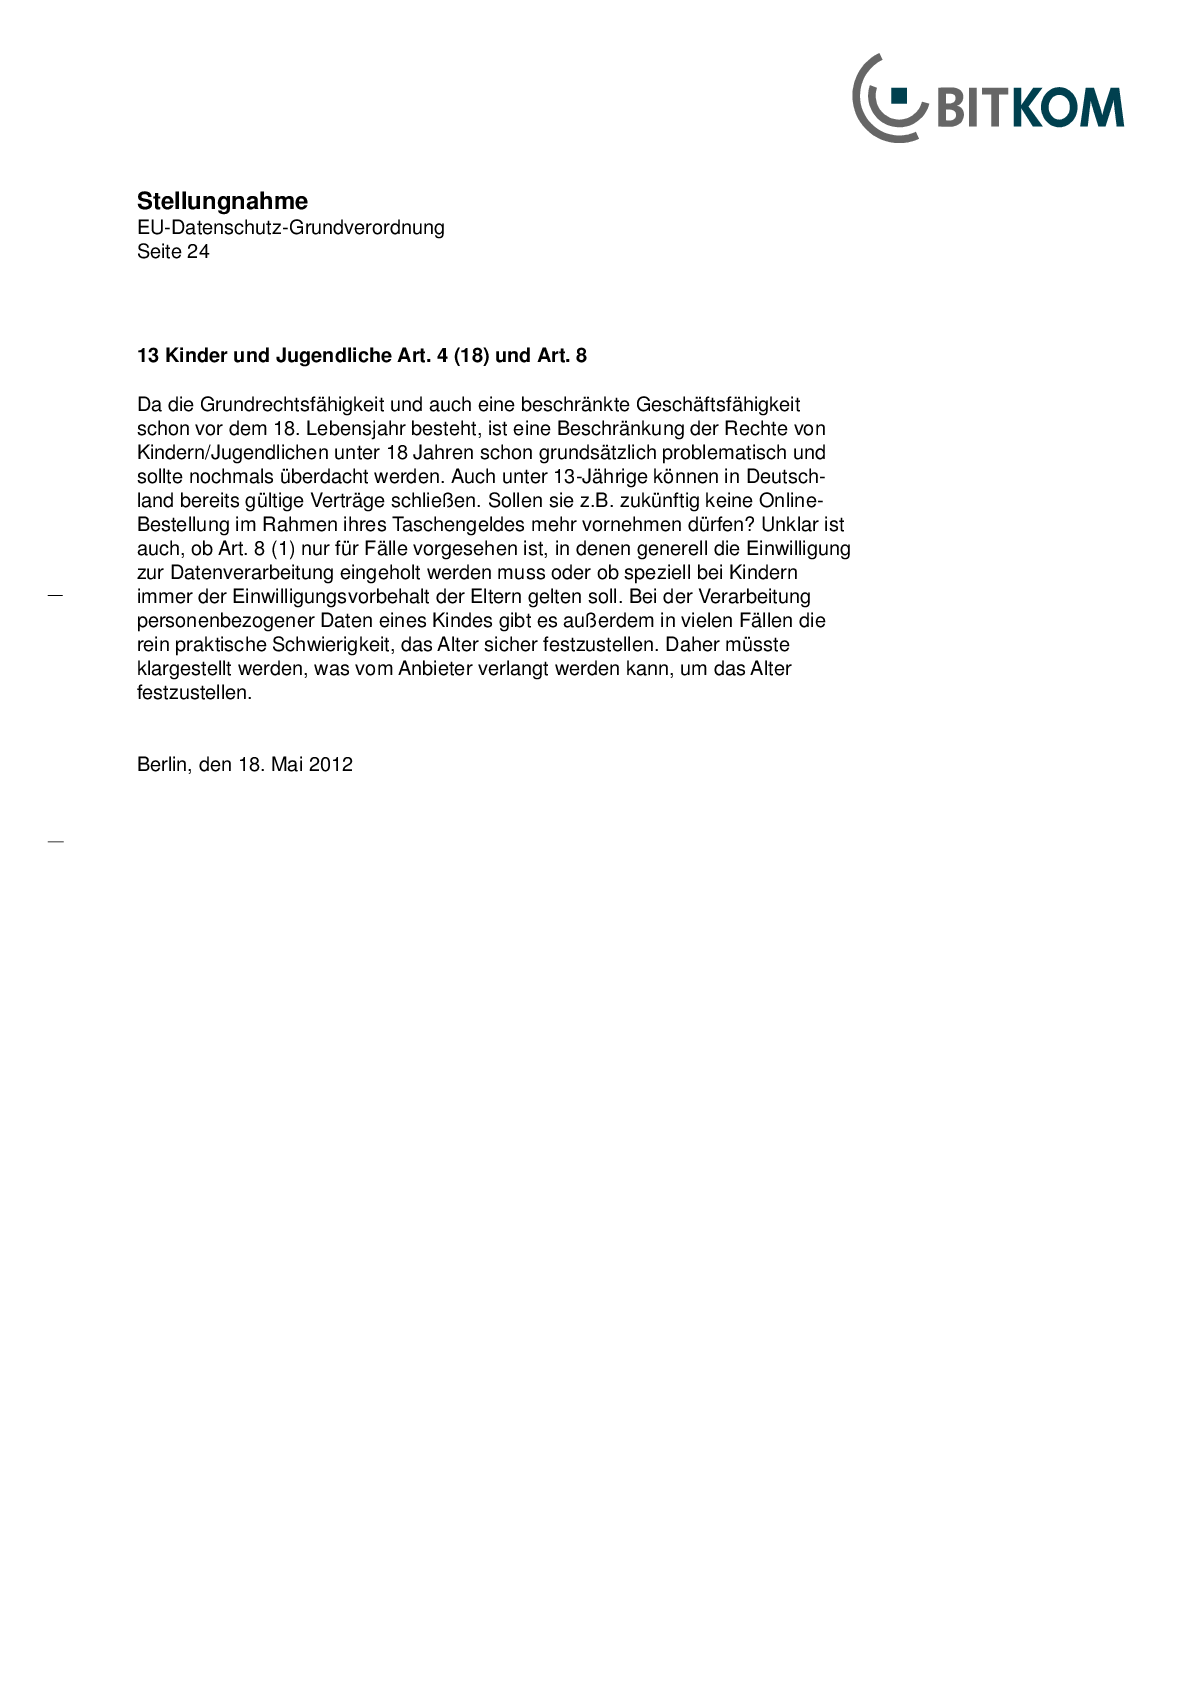 BITKOM
Stellungnahme
EU-Datenschutz-Grundverordnung
Seite 24
13 Kinder und Jugendliche Art. 4 (18) und Art. 8
Da die Grundrechtsfähigkeit und auch eine beschränkte Geschäftsfähigkeit
schon vor dem 18. Lebensjahr besteht, ist eine Beschränkung der Rechte von
Kindern/Jugendlichen unter 18 Jahren schon grundsätzlich problematisch und
sollte nochmals überdacht werden. Auch unter 13-Jährige können in Deutsch-
land bereits gültige Verträge schließen. Sollen sie z.B. zukünftig keine Online-
Bestellung im Rahmen ihres Taschengeldes mehr vornehmen dürfen? Unklar ist
auch, ob Art. 8 (1) nur für Fälle vorgesehen ist, in denen generell die Einwilligung
zur Datenverarbeitung eingeholt werden muss oder ob speziell bei Kindern
immer der Einwilligungsvorbehalt der Eltern gelten soll. Bei der Verarbeitung
personenbezogener Daten eines Kindes gibt es außerdem in vielen Fällen die
rein praktische Schwierigkeit, das Alter sicher festzustellen. Daher müsste
klargestellt werden, was vom Anbieter verlangt werden kann, um das Alter
festzustellen.
Berlin, den 18. Mai 2012